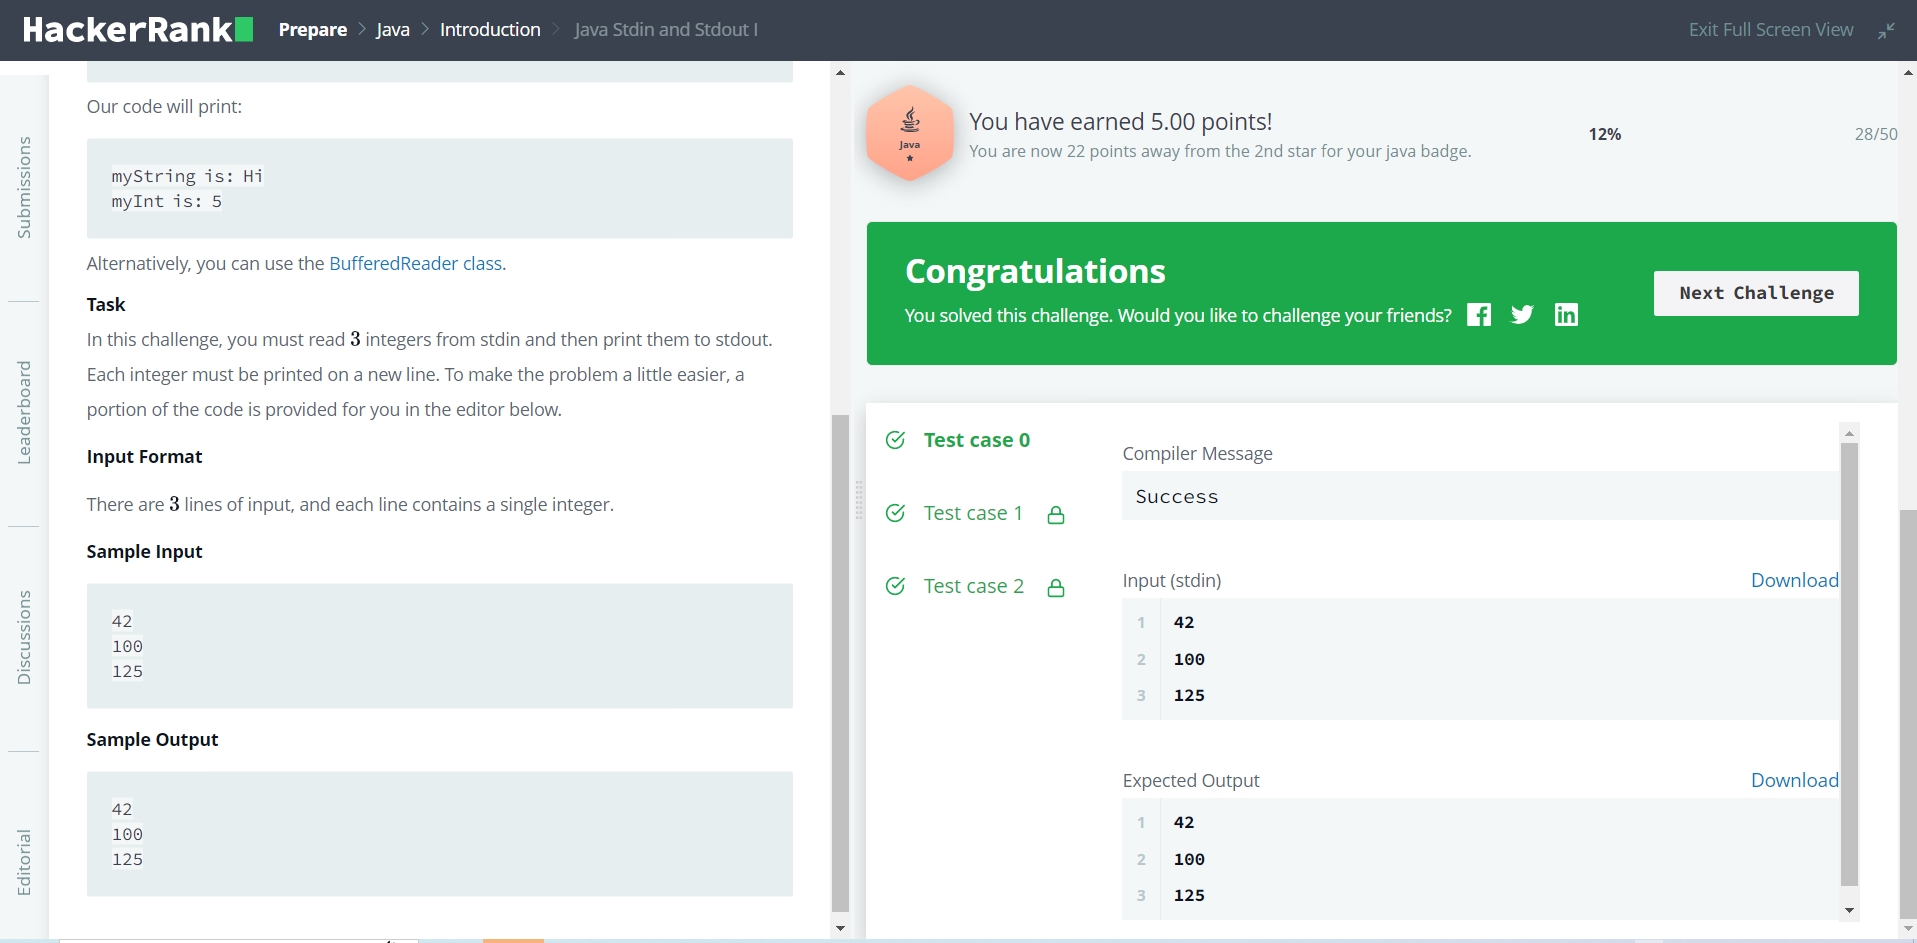 HackerRank
Prepare > Java > Introduction > Java Stdin and Stdout I
Exit Full Screen View
Submissions
Leaderboard
Discussions
Editorial
Our code will print:
myString is: Hi
myInt is: 5
Alternatively, you can use the BufferedReader class.
Task
In this challenge, you must read 3 integers from stdin and then print them to stdout.
Each integer must be printed on a new line. To make the problem a little easier, a
portion of the code is provided for you in the editor below.
Input Format
There are 3 lines of input, and each line contains a single integer.
Sample Input
42
100
125
Sample Output
42
100
125
Java
You have earned 5.00 points!
You are now 22 points away from the 2nd star for your java badge.
12%
28/50
Congratulations
You solved this challenge. Would you like to challenge your friends?
Next Challenge
Test case 0
Test case 1
Test case 2
Compiler Message
Success
Input (stdin)
Download
1 42
2 100
3 125
Expected Output
Download
1 42
2 100
3 125